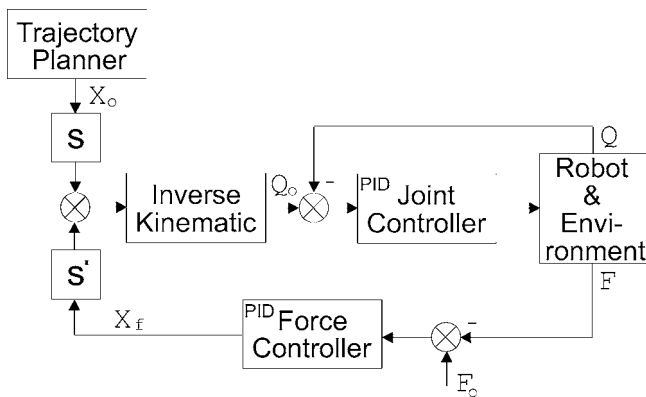 Trajectory
Planner
Xo
S
Qo
-
Inverse
Kinematic
PID
Joint
Controller
Q
Robot
&
Envi-
ronment
F
S'
Xf
PID
Force
Controller
-
Fo